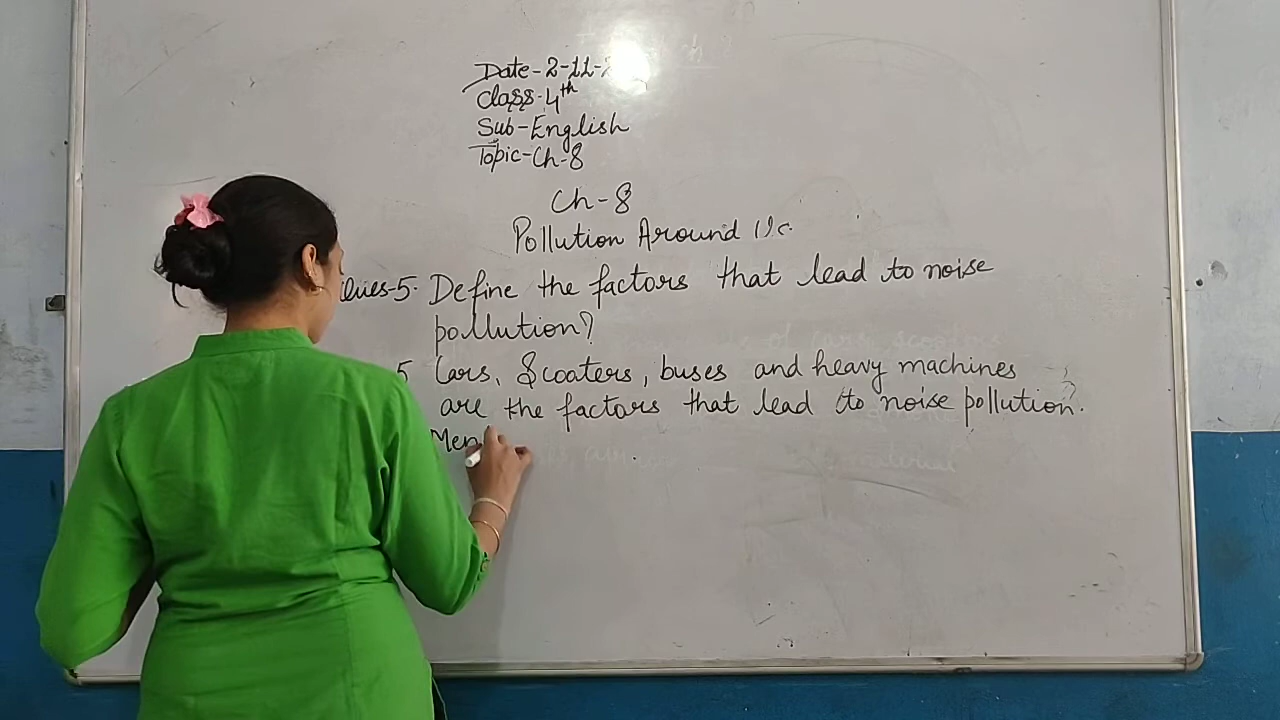 Date-2-11-2
Class-4th
Sub-English
Topic-Ch-8
Ch-8
Pollution Around Us
Ques-5. Define the factors that lead to noise
pollution?
5 Cars, Scoaters, buses and heavy machines
are the factors that lead to noise pollution.
Men